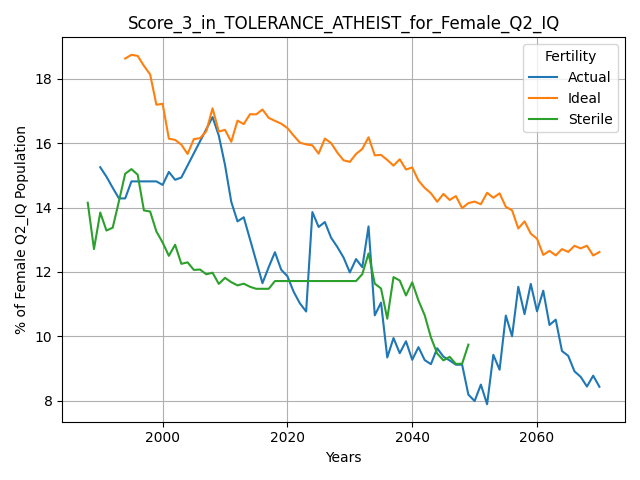 Score_3_in_TOLERANCE_ATHEIST_for_Female_Q2_IQ
% of Female Q2_IQ Population
18
16
14
12
10
8
Fertility
Actual
Ideal
Sterile
2000
2020
2040
2060
Years